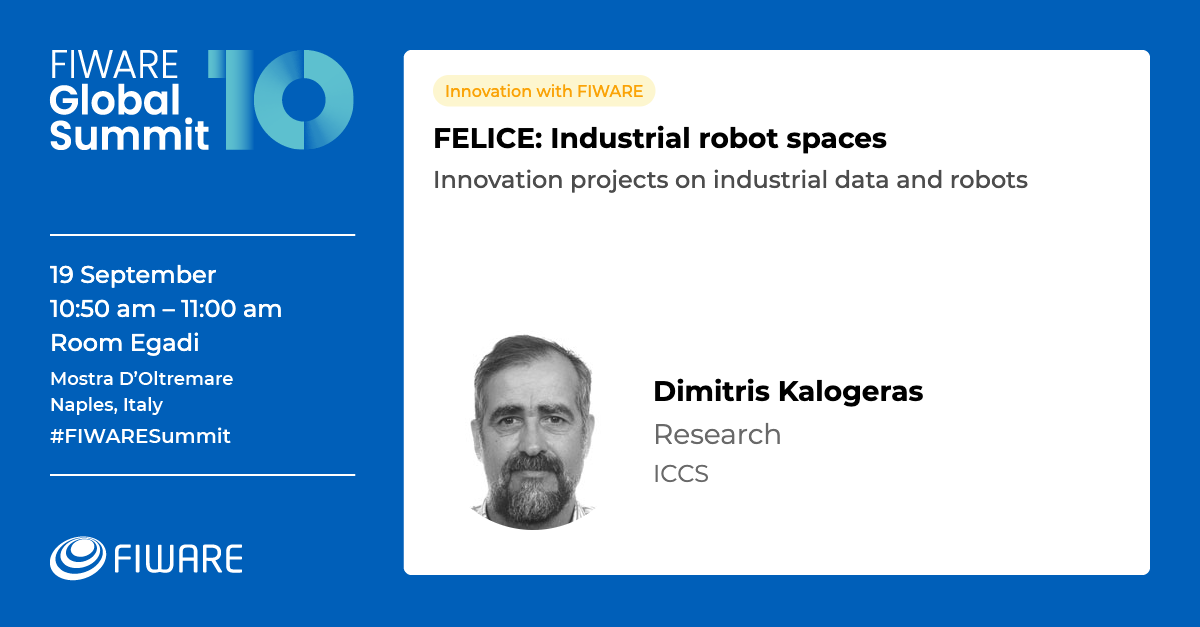 FIWARE
Global
Summit 10
19 September
10:50 am – 11:00 am
Room Egadi
Mostra D’Oltremare
Naples, Italy
#FIWARESummit
FIWARE
Innovation with FIWARE
FELICE: Industrial robot spaces
Innovation projects on industrial data and robots
Dimitris Kalogeras
Research
ICCS